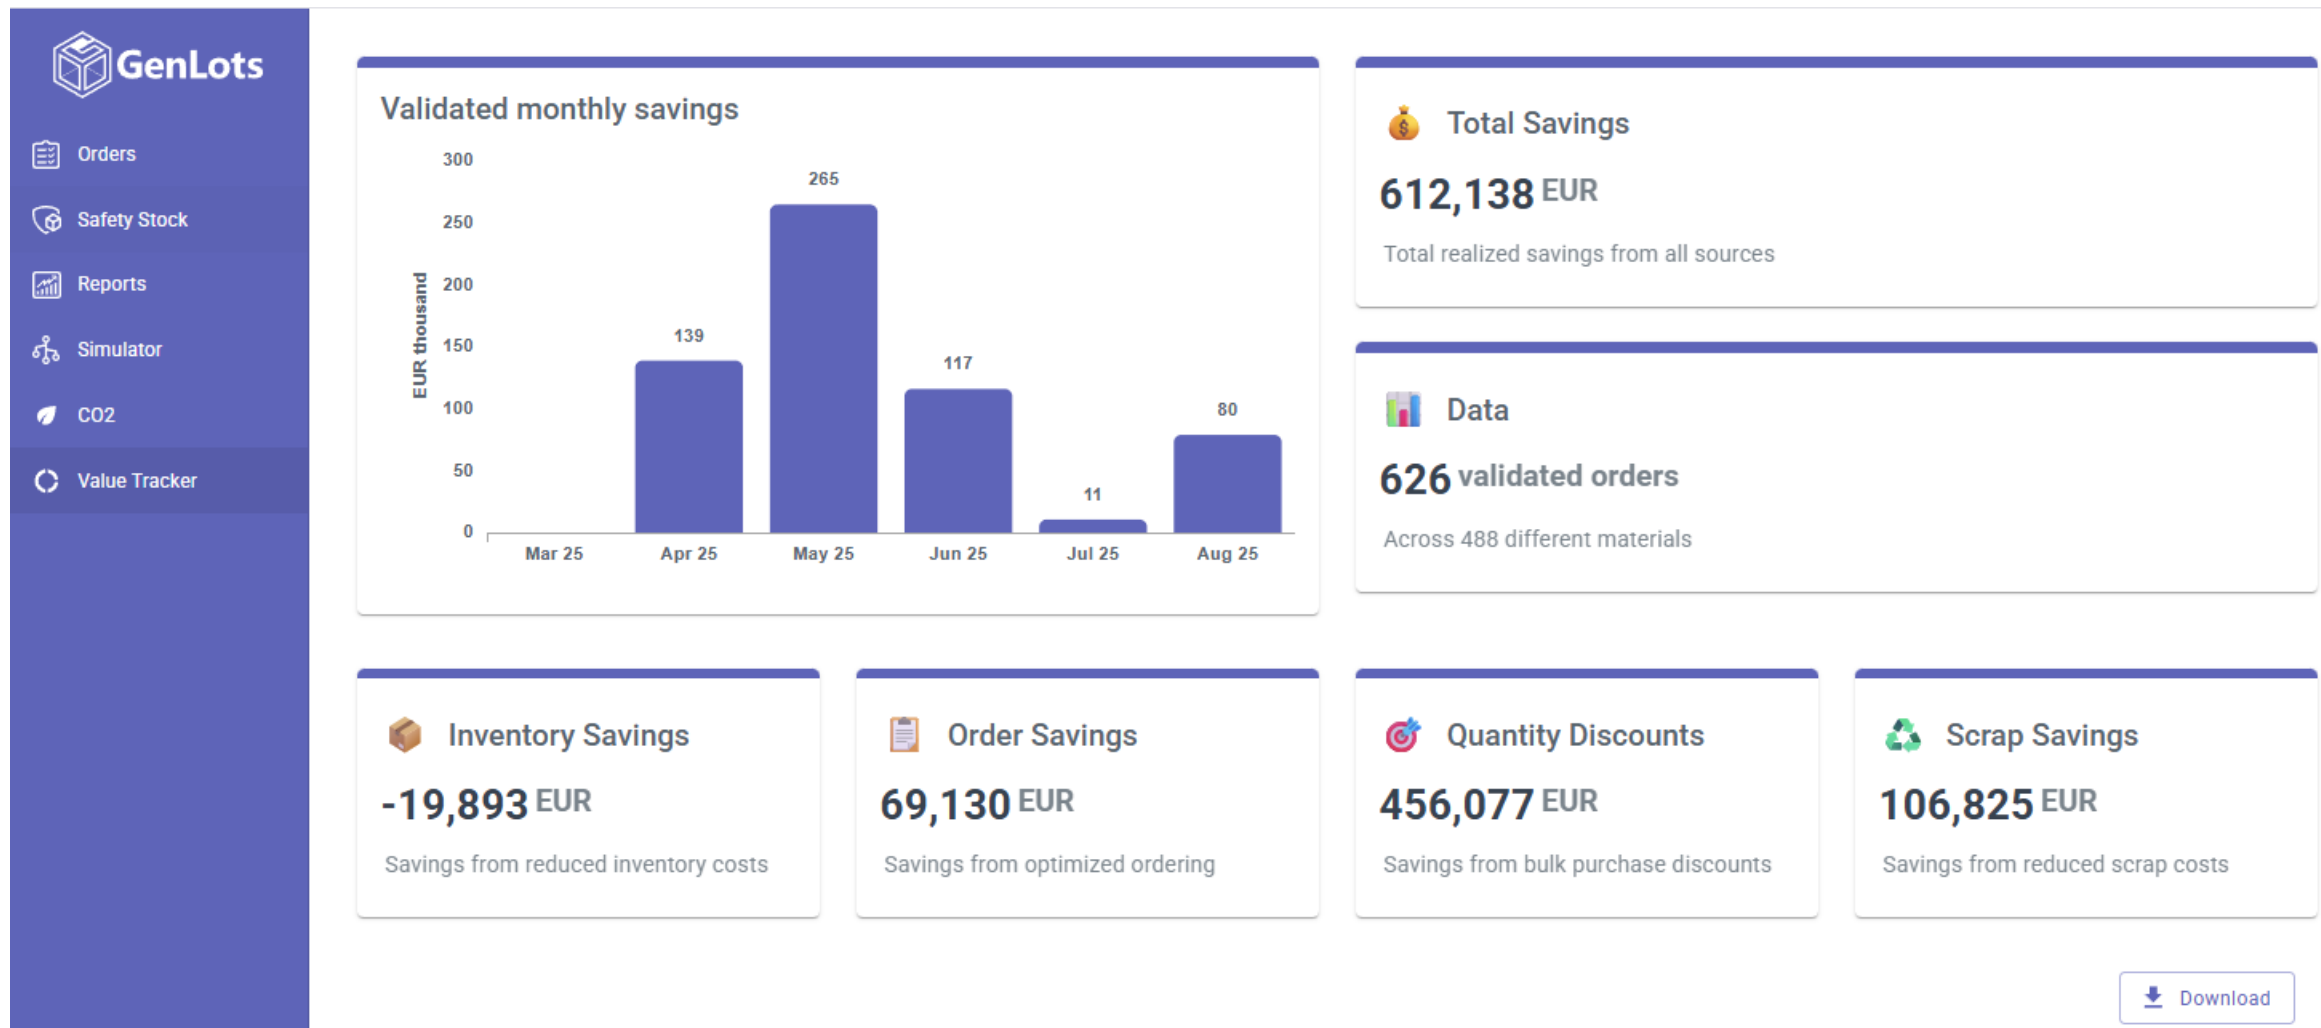 GenLots
Orders
Safety Stock
Reports
Simulator
CO2
Value Tracker
Validated monthly savings
EUR thousand
300
250
200
150
100
50
0
139
265
117
11
80
Mar 25 Apr 25 May 25 Jun 25 Jul 25 Aug 25
Total Savings
612,138 EUR
Total realized savings from all sources
Data
626 validated orders
Across 488 different materials
Inventory Savings
-19,893 EUR
Savings from reduced inventory costs
Order Savings
69,130 EUR
Savings from optimized ordering
Quantity Discounts
456,077 EUR
Savings from bulk purchase discounts
Scrap Savings
106,825 EUR
Savings from reduced scrap costs
Download